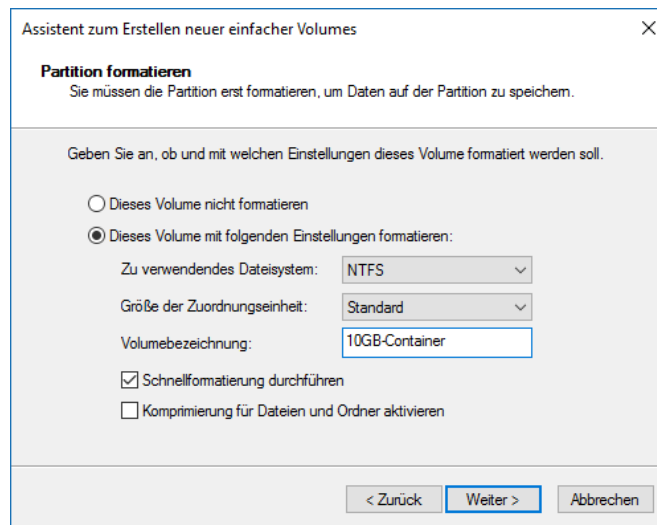 Assistent zum Erstellen neuer einfacher Volumes
Partition formatieren
Sie müssen die Partition erst formatieren, um Daten auf der Partition zu speichern.
Geben Sie an, ob und mit welchen Einstellungen dieses Volume formatiert werden soll.
Dieses Volume nicht formatieren
Dieses Volume mit folgenden Einstellungen formatieren:
Zu verwendendes Dateisystem: NTFS
Größe der Zuordnungseinheit: Standard
Volumebezeichnung: 10GB-Container
Schnellformatierung durchführen
Komprimierung für Dateien und Ordner aktivieren
< Zurück Weiter > Abbrechen